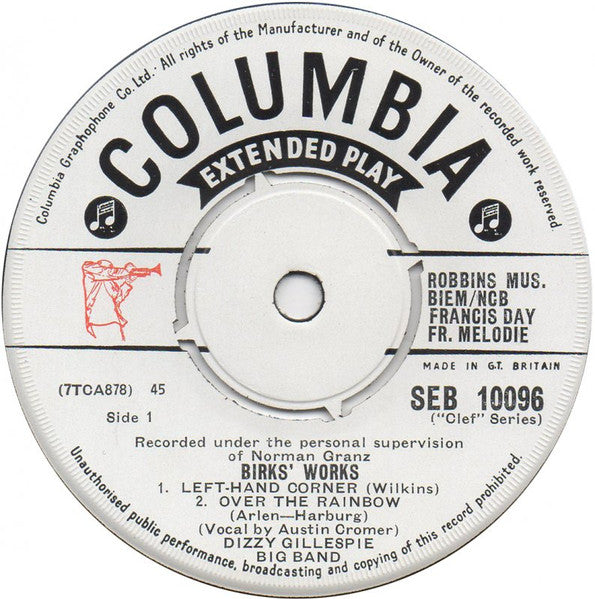 Columbia Graphophone Co. Ltd.· All rights of the Manufacturer and of the Owner of the recorded work reserved.
COLUMBIA
EXTENDED PLAY
ROBBINS MUS.
BIEM/NCB
FRANCIS DAY
FR. MELODIE
MADE IN GT. BRITAIN
(7TCA878) 45
SEB 10096
Side 1
("Clef" Series)
Recorded under the personal supervision
of Norman Granz
BIRKS' WORKS
1. LEFT-HAND CORNER (Wilkins)
2. OVER THE RAINBOW
(Arlen—Harburg)
(Vocal by Austin Cromer)
DIZZY GILLESPIE
BIG BAND
Unauthorised public performance, broadcasting and copying of this record prohibited.